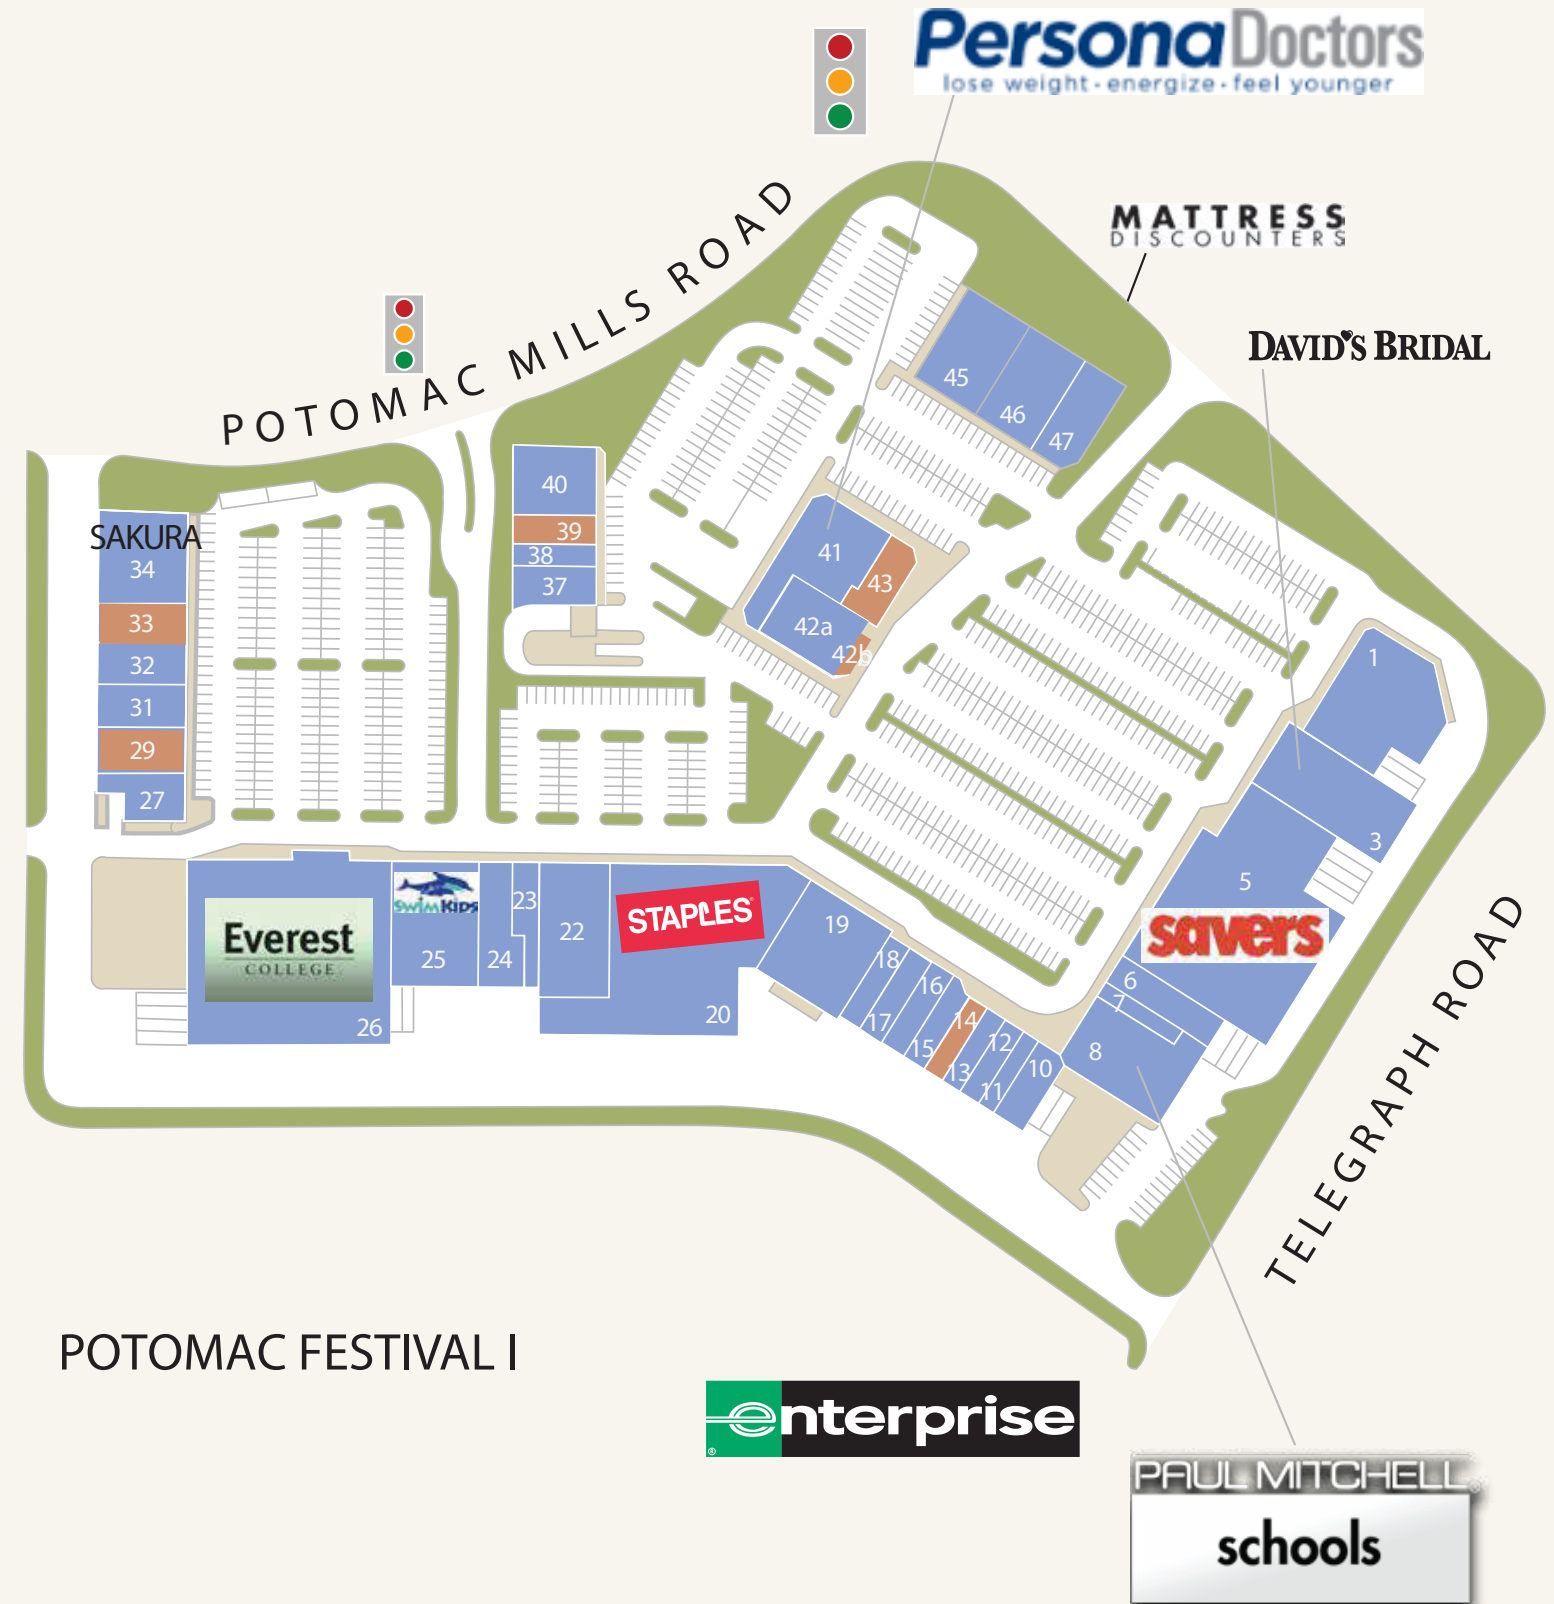 Persona Doctors
lose weight · energize · feel younger
MATTRESS
DISCOUNTERS
DAVID'S BRIDAL
POTOMAC MILLS ROAD
45
46
47
40
39
38
37
SAKURA
34
33
32
31
29
27
41
43
42a
42b
1
3
5
savers
6
7
8
Everest
COLLEGE
26
SwimKids
25
24
23
22
STAPLES
20
19
18
17
16
15
14
13
12
11
10
TELEGRAPH ROAD
POTOMAC FESTIVAL I
enterprise
®
PAUL MITCHELL®
schools